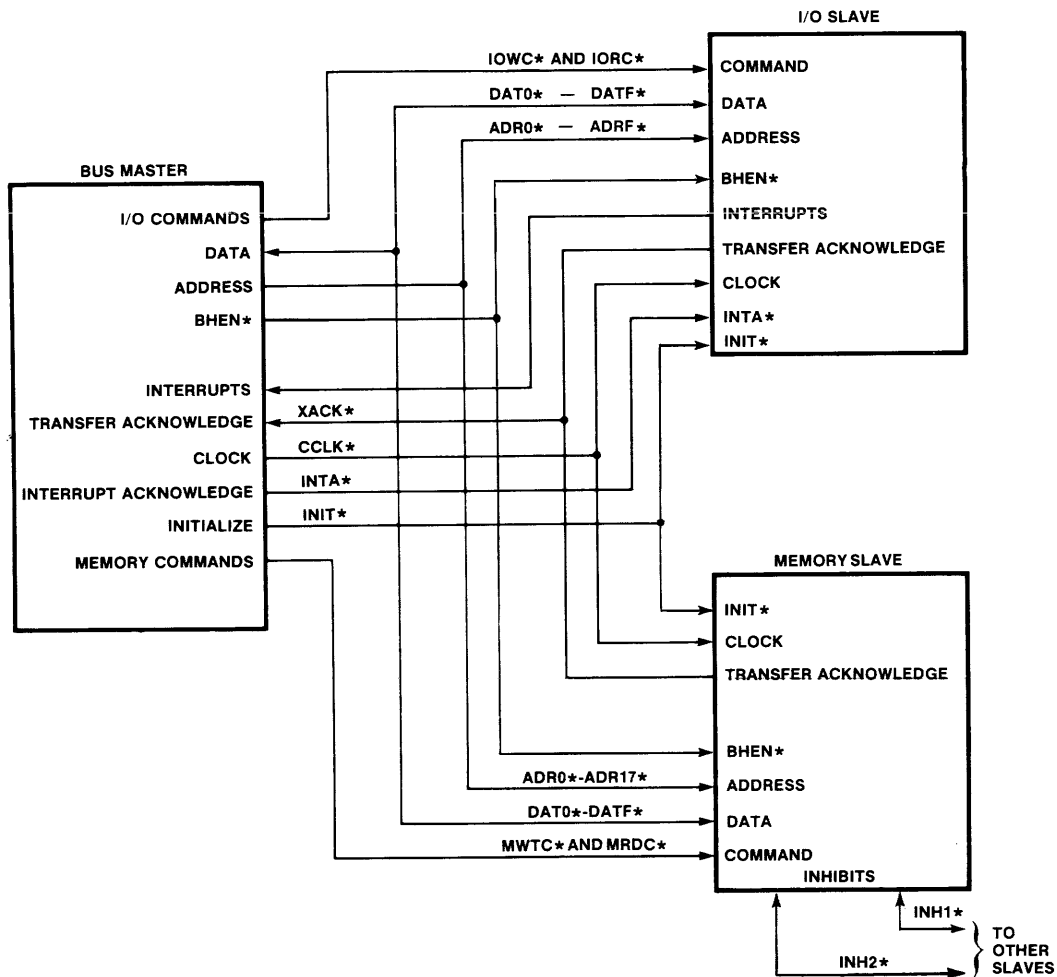 I/O SLAVE
IOWC* AND IORC*
COMMAND
DAT0* — DATF*
DATA
ADR0* — ADRF*
ADDRESS
BUS MASTER
BHEN*
I/O COMMANDS
INTERRUPTS
DATA
TRANSFER ACKNOWLEDGE
ADDRESS
CLOCK
BHEN*
INTA*
INIT*
INTERRUPTS
TRANSFER ACKNOWLEDGE
XACK*
CLOCK
CCLK*
INTERRUPT ACKNOWLEDGE
INTA*
INITIALIZE
INIT*
MEMORY COMMANDS
MEMORY SLAVE
INIT*
CLOCK
TRANSFER ACKNOWLEDGE
BHEN*
ADR0*-ADR17*
ADDRESS
DAT0*-DATF*
DATA
MWTC* AND MRDC*
COMMAND
INHIBITS
INH1*
TO
OTHER
SLAVES
INH2*